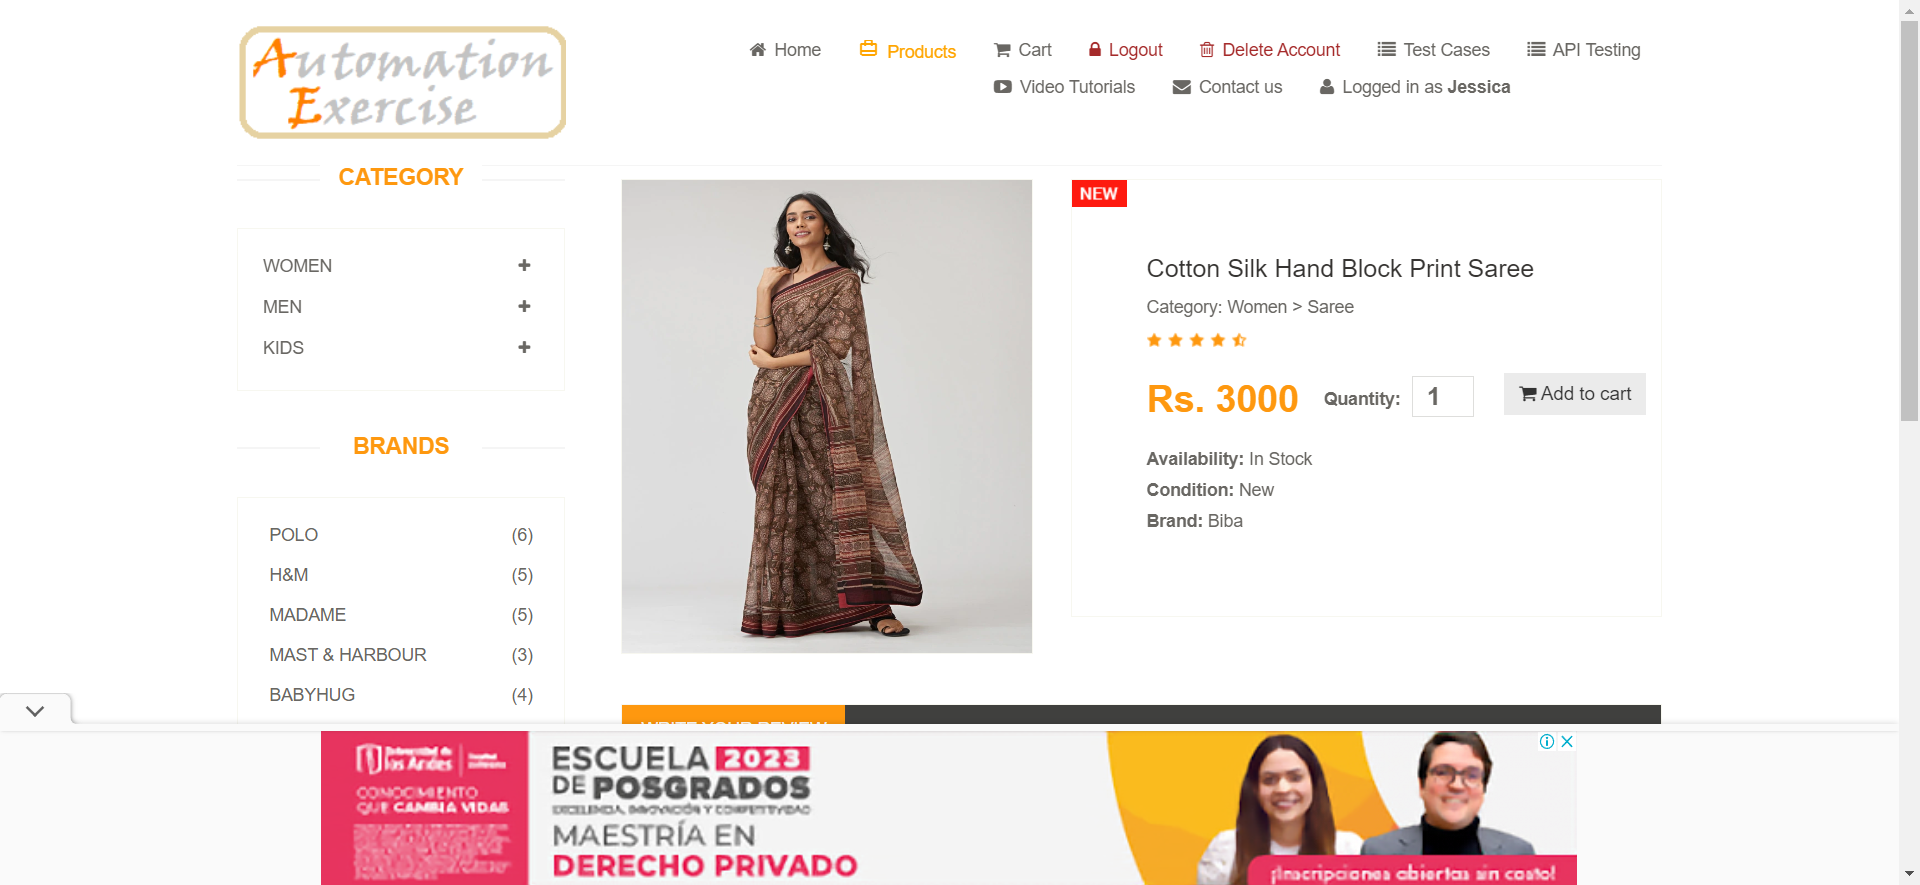 Automation
Exercise
Home
Products
Cart
Logout
Delete Account
Test Cases
API Testing
Video Tutorials
Contact us
Logged in as Jessica
CATEGORY
WOMEN
MEN
KIDS
BRANDS
POLO (6)
H&M (5)
MADAME (5)
MAST & HARBOUR (3)
BABYHUG (4)
NEW
Cotton Silk Hand Block Print Saree
Category: Women > Saree
Rs. 3000 Quantity: 1 Add to cart
Availability: In Stock
Condition: New
Brand: Biba
WRITE YOUR REVIEW
Universidad de
los Andes
CONOCIMIENTO
QUE CAMBIA VIDAS
ESCUELA 2023
DE POSGRADOS
EXCELENCIA, INNOVACIÓN Y COMPETITIVIDAD
MAESTRÍA EN
DERECHO PRIVADO
¡Inscripciones abiertas sin costo!